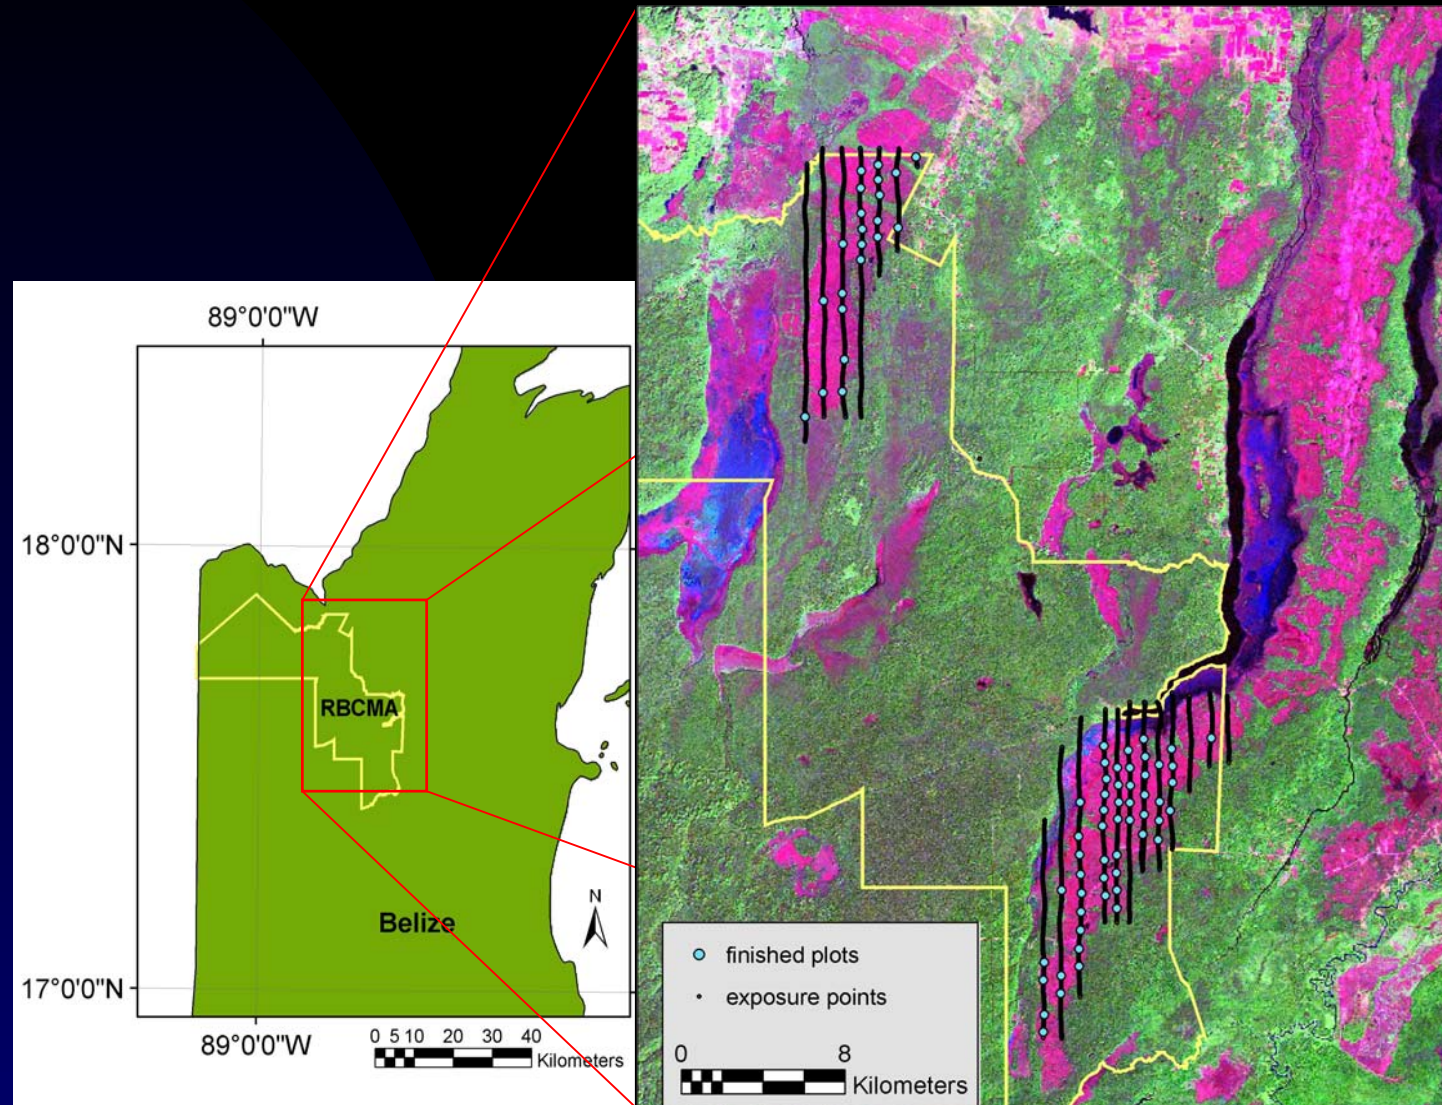 89°0'0"W
18°0'0"N
RBCMA
N
Belize
17°0'0"N
89°0'0"W
0 5 10 20 30 40
Kilometers
finished plots
exposure points
0 8
Kilometers